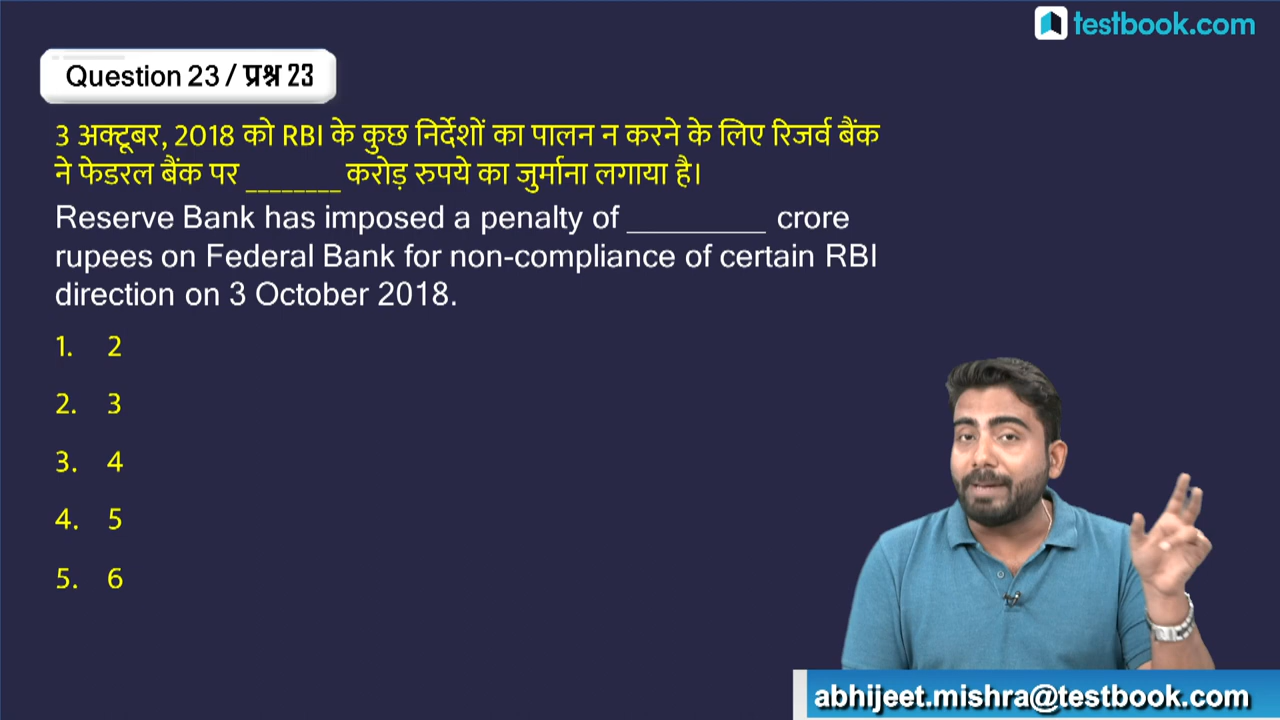 testbook.com
Question 23 / प्रश्न 23
3 अक्टूबर, 2018 को RBI के कुछ निर्देशों का पालन न करने के लिए रिजर्व बैंक
ने फेडरल बैंक पर ________ करोड़ रुपये का जुर्माना लगाया है।
Reserve Bank has imposed a penalty of _________ crore
rupees on Federal Bank for non-compliance of certain RBI
direction on 3 October 2018.
1. 2
2. 3
3. 4
4. 5
5. 6
abhijeet.mishra@testbook.com